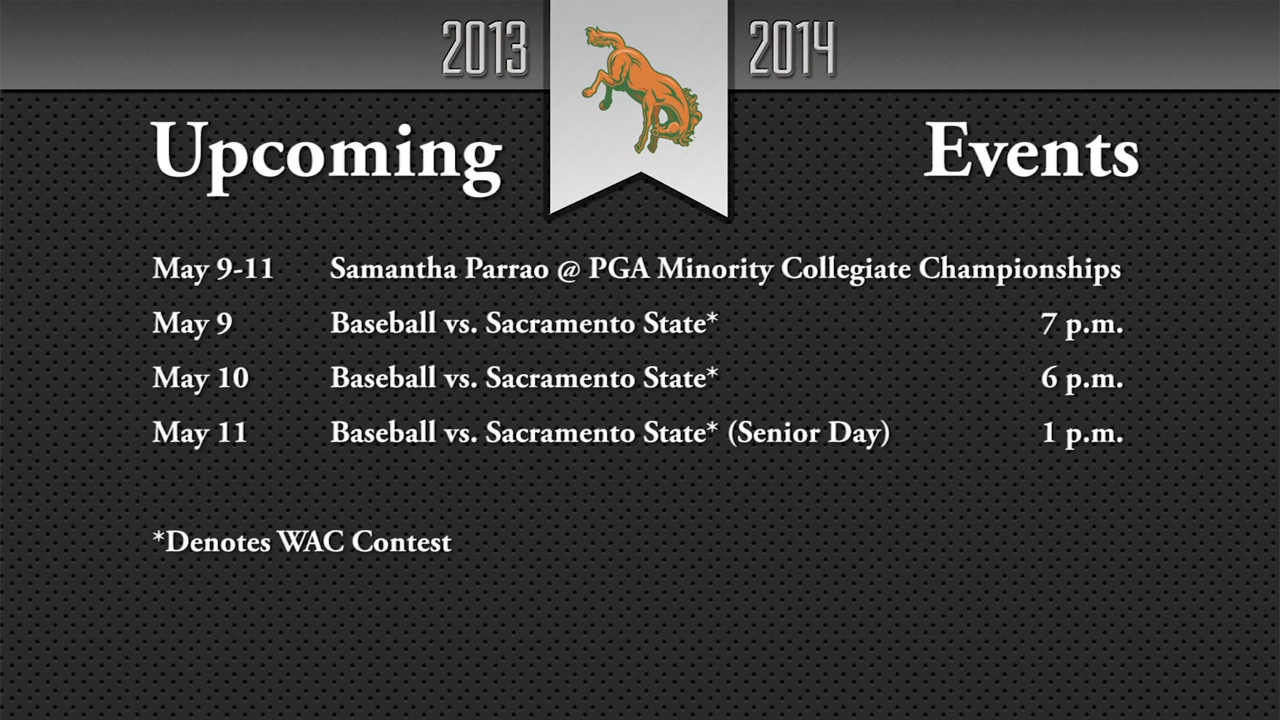 2013 2014
Upcoming Events
May 9-11 Samantha Parrao @ PGA Minority Collegiate Championships
May 9 Baseball vs. Sacramento State* 7 p.m.
May 10 Baseball vs. Sacramento State* 6 p.m.
May 11 Baseball vs. Sacramento State* (Senior Day) 1 p.m.
*Denotes WAC Contest